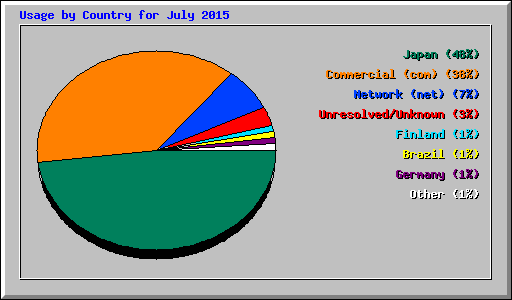 Usage by Country for July 2015
Japan (48%)
Commercial (com) (38%)
Network (net) (7%)
Unresolved/Unknown (3%)
Finland (1%)
Brazil (1%)
Germany (1%)
Other (1%)